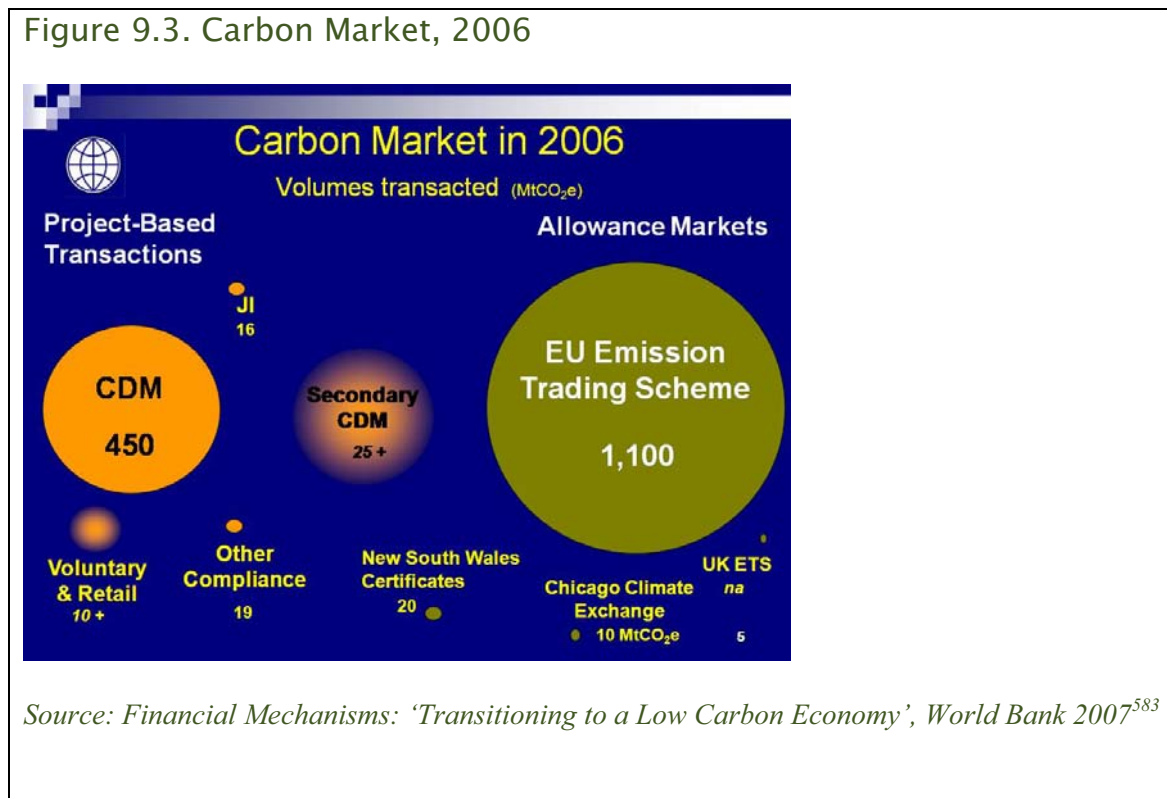 Figure 9.3. Carbon Market, 2006
Carbon Market in 2006
Volumes transacted (MtCO₂e)
Project-Based
Transactions
Allowance Markets
JI
16
CDM
450
Secondary
CDM
25 +
EU Emission
Trading Scheme
1,100
Voluntary
& Retail
10 +
Other
Compliance
19
New South Wales
Certificates
20
Chicago Climate
Exchange
10 MtCO₂e
UK ETS
na
5
Source: Financial Mechanisms: ‘Transitioning to a Low Carbon Economy’, World Bank 2007⁵⁸³